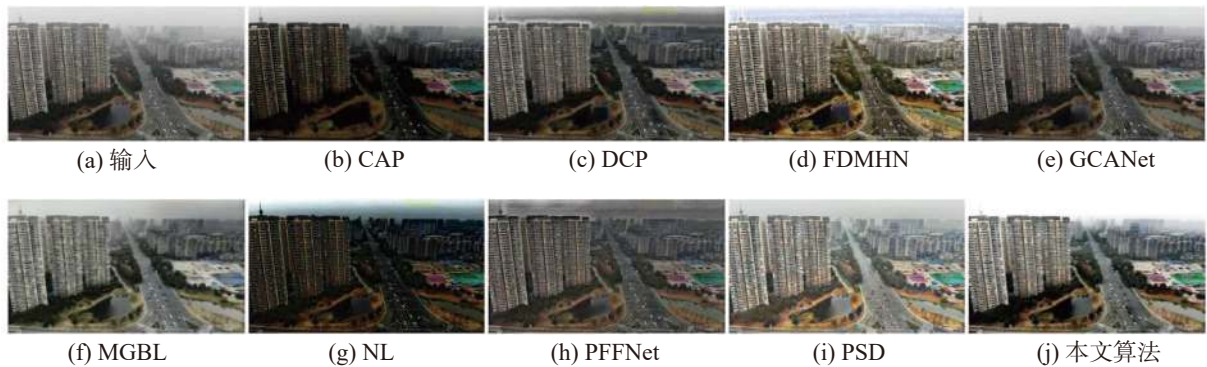 (a) 输入
(b) CAP
(c) DCP
(d) FDMHN
(e) GCANet
(f) MGBL
(g) NL
(h) PFFNet
(i) PSD
(j) 本文算法